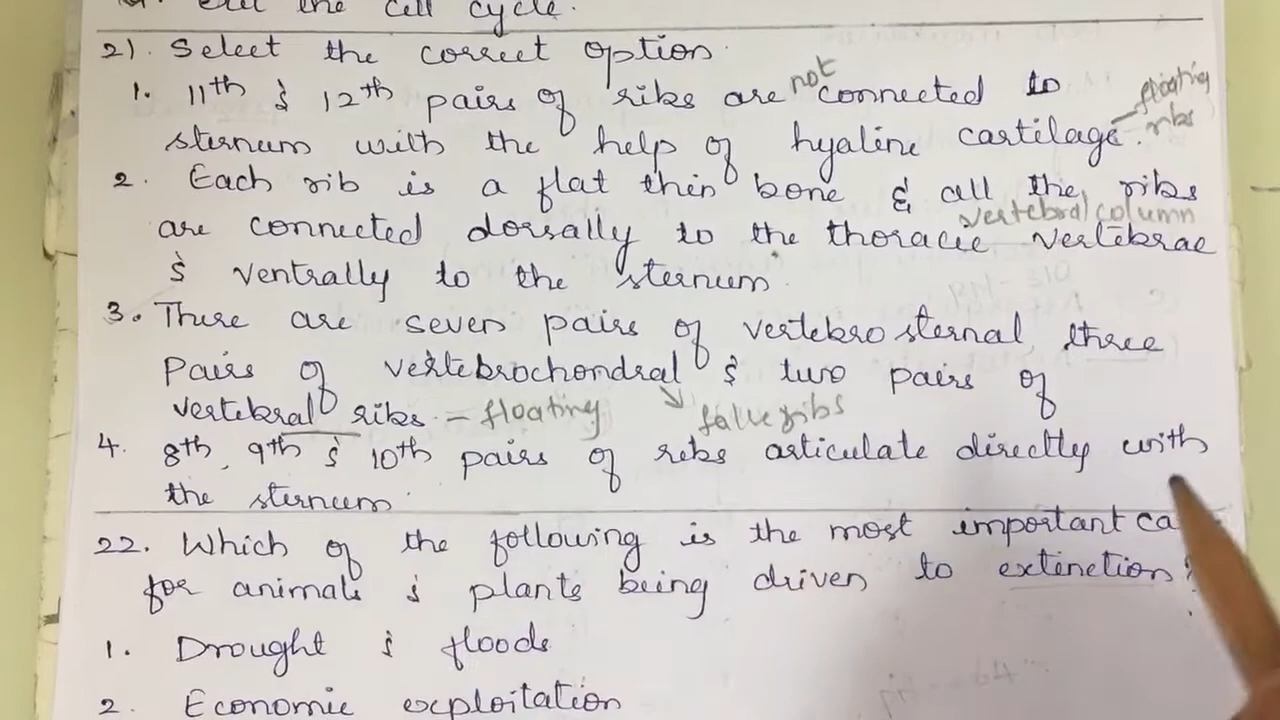 exit the cell cycle.
21). Select the correct option.
not
1. 11th & 12th pairs of ribs are connected to
floating
sternum with the help of hyaline cartilage.
ribs
2. Each rib is a flat thin bone & all the ribs
vertebral column
are connected dorsally to the thoracic vertebrae
& ventrally to the sternum.
3. There are seven pairs of vertebrosternal, three
pairs of vertebrochondral & two pairs of
vertebral ribs. - floating false ribs
4. 8th, 9th & 10th pairs of ribs articulate directly with
the sternum.
22. Which of the following is the most important ca
for animals & plants being driven to extinction?
1. Drought & floods
2. Economic exploitation